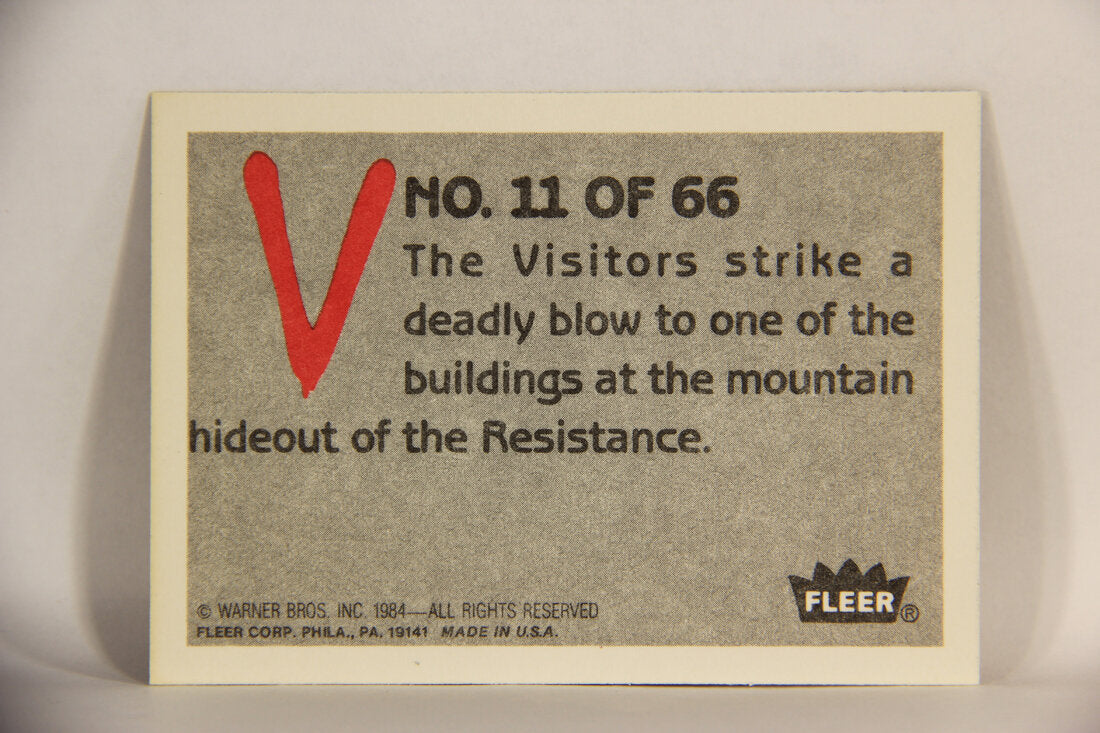 V
NO. 11 OF 66
The Visitors strike a
deadly blow to one of the
buildings at the mountain
hideout of the Resistance.
© WARNER BROS. INC. 1984—ALL RIGHTS RESERVED
FLEER CORP. PHILA., PA. 19141 MADE IN U.S.A.
FLEER®